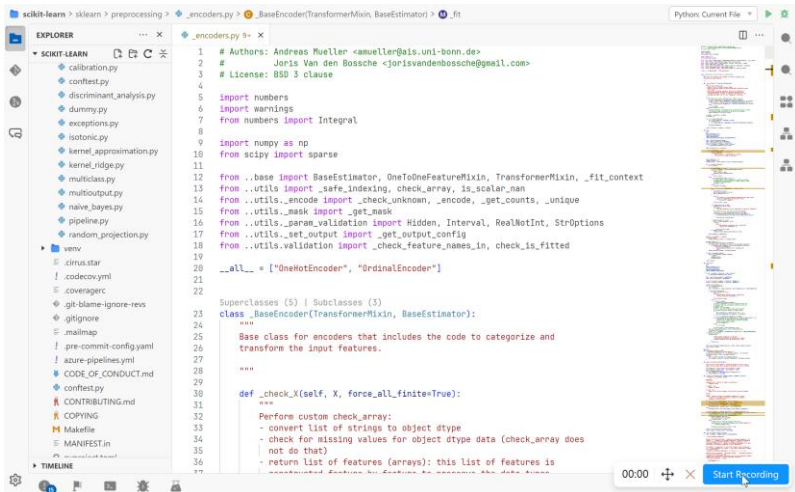 scikit-learn > sklearn > preprocessing > _encoders.py > _BaseEncoder(TransformerMixin, BaseEstimator) > _fit
Python: Current File
EXPLORER
_encoders.py 9+
SCIKIT-LEARN
calibration.py
conftest.py
discriminant_analysis.py
dummy.py
exceptions.py
isotonic.py
kernel_approximation.py
kernel_ridge.py
multiclass.py
multioutput.py
naive_bayes.py
pipeline.py
random_projection.py
venv
.cirrus.star
.codecov.yml
.coveragerc
.git-blame-ignore-revs
.gitignore
.mailmap
.pre-commit-config.yaml
azure-pipelines.yml
CODE_OF_CONDUCT.md
conftest.py
CONTRIBUTING.md
COPYING
Makefile
MANIFEST.in
TIMELINE
1 # Authors: Andreas Mueller <amueller@ais.uni-bonn.de>
2 #          Joris Van den Bossche <jorisvandenbossche@gmail.com>
3 # License: BSD 3 clause
4
5 import numbers
6 import warnings
7 from numbers import Integral
8
9 import numpy as np
10 from scipy import sparse
11
12 from ..base import BaseEstimator, OneToOneFeatureMixin, TransformerMixin, _fit_context
13 from ..utils import _safe_indexing, check_array, is_scalar_nan
14 from ..utils._encode import _check_unknown, _encode, _get_counts, _unique
15 from ..utils._mask import _get_mask
16 from ..utils._param_validation import Hidden, Interval, RealNotInt, StrOptions
17 from ..utils._set_output import _get_output_config
18 from ..utils.validation import _check_feature_names_in, check_is_fitted
19
20 __all__ = ["OneHotEncoder", "OrdinalEncoder"]
21
22
Superclasses (5) | Subclasses (3)
23 class _BaseEncoder(TransformerMixin, BaseEstimator):
24     """
25     Base class for encoders that includes the code to categorize and
26     transform the input features.
27
28     """
29
30     def _check_X(self, X, force_all_finite=True):
31         """
32         Perform custom check_array:
33         - convert list of strings to object dtype
34         - check for missing values for object dtype data (check_array does
35           not do that)
36         - return list of features (arrays): this list of features is
37           constructed feature by feature to preserve the data types
00:00
Start Recording